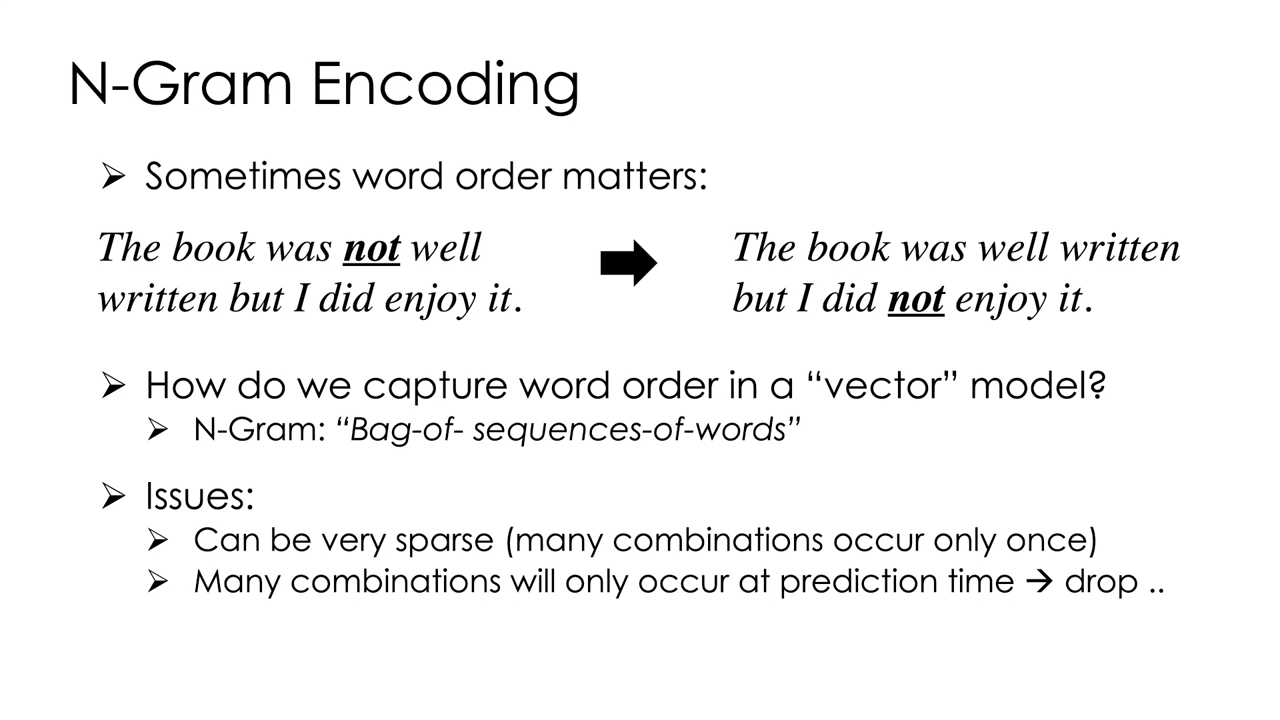 N-Gram Encoding
➢ Sometimes word order matters:
The book was not well
written but I did enjoy it.
The book was well written
but I did not enjoy it.
➢ How do we capture word order in a “vector” model?
➢ N-Gram: “Bag-of- sequences-of-words”
➢ Issues:
➢ Can be very sparse (many combinations occur only once)
➢ Many combinations will only occur at prediction time → drop ..